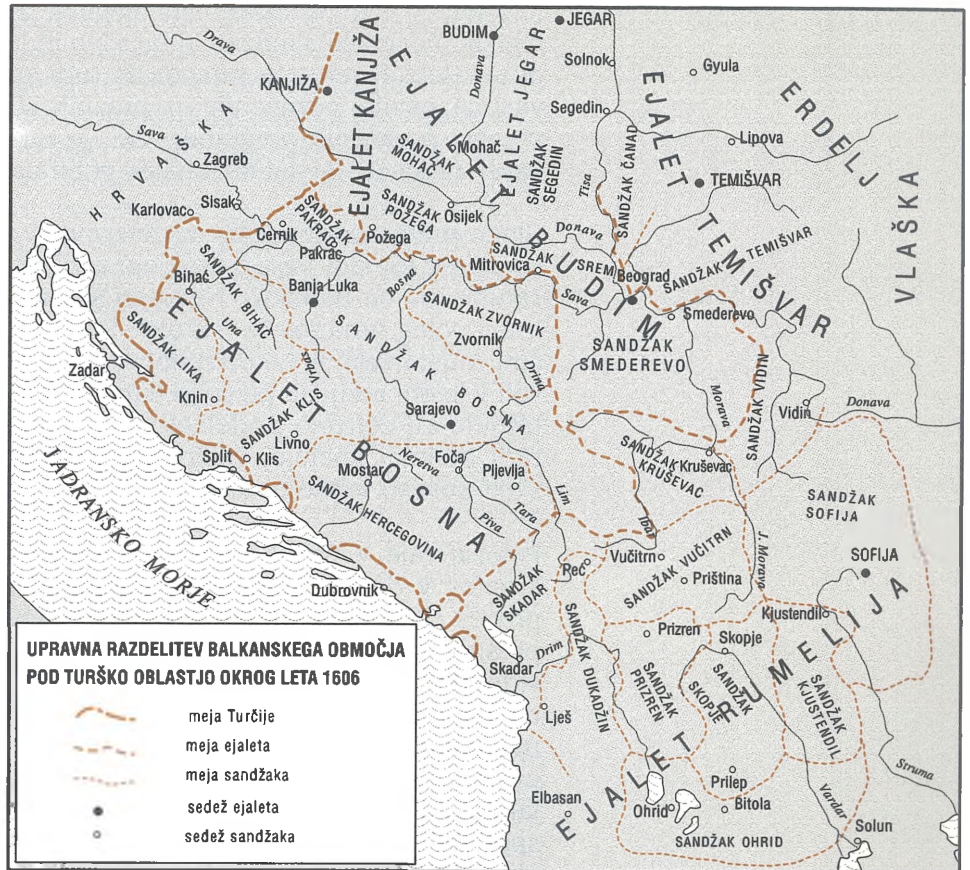 JEGAR
BUDIM
Solnok
Drava
Gyula
KANJIŽA
Donava
EJALET KANJIŽA
EJALET BUDIM
EJALET JEGAR
EJALET TEMIŠVAR
ERDELJ
VLAŠKA
HRVAŠKA
Segedin
Lipova
SANDŽAK
MOHAČ
Mohač
SANDŽAK
SEGEDIN
Tisa
SANDŽAK ČANAD
TEMIŠVAR
Sava
Zagreb
Sisak
Karlovac
Černik
SANDŽAK
PAKRAC
Pakrac
Požega
SANDŽAK
POŽEGA
Osijek
Donava
SANDŽAK TEMIŠVAR
SANDŽAK SREM
Mitrovica
Beograd
Sava
Smederevo
Bihać
SANDŽAK BIHAĆ
Banja Luka
Bosna
Una
Vrbas
SANDŽAK ZVORNIK
Zvornik
Drina
SANDŽAK
SMEDEREVO
Morava
SANDŽAK VIDIN
Vidin
Donava
EJALET BOSNA
SANDŽAK LIKA
Zadar
Knin
SANDŽAK KLIS
Livno
Klis
Split
SANDŽAK BOSNA
Sarajevo
Mostar
Nererva
Foča
Pljevlja
SANDŽAK HERCEGOVINA
Piva
Tara
Lim
Ibar
SANDŽAK
KRUŠEVAC
Kruševac
SANDŽAK
SOFIJA
SOFIJA
JADRANSKO MORJE
Dubrovnik
SANDŽAK
SKADAR
Skadar
Drim
Peć
Vučitrn
SANDŽAK VUČITRN
Priština
J. Morava
Kjustendil
Prizren
Skopje
SANDŽAK DUKADŽIN
SANDŽAK
PRIZREN
SANDŽAK
SKOPJE
SANDŽAK
KJUSTENDIL
EJALET RUMELIJA
Lješ
Elbasan
Ohrid
Prilep
Bitola
SANDŽAK OHRID
Vardar
Struma
Solun
UPRAVNA RAZDELITEV BALKANSKEGA OBMOČJA
POD TURŠKO OBLASTJO OKROG LETA 1606
meja Turčije
meja ejaleta
meja sandžaka
sedež ejaleta
sedež sandžaka